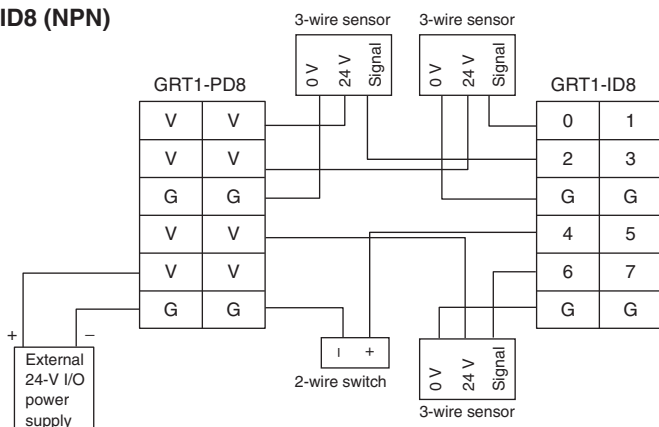 ID8 (NPN)
3-wire sensor 3-wire sensor
0 V 24 V Signal 0 V 24 V Signal
GRT1-PD8 GRT1-ID8
V V 0 1
V V 2 3
G G G G
V V 4 5
V V 6 7
G G G G
+ −
External
24-V I/O
power
supply
− +
2-wire switch
0 V 24 V Signal
3-wire sensor